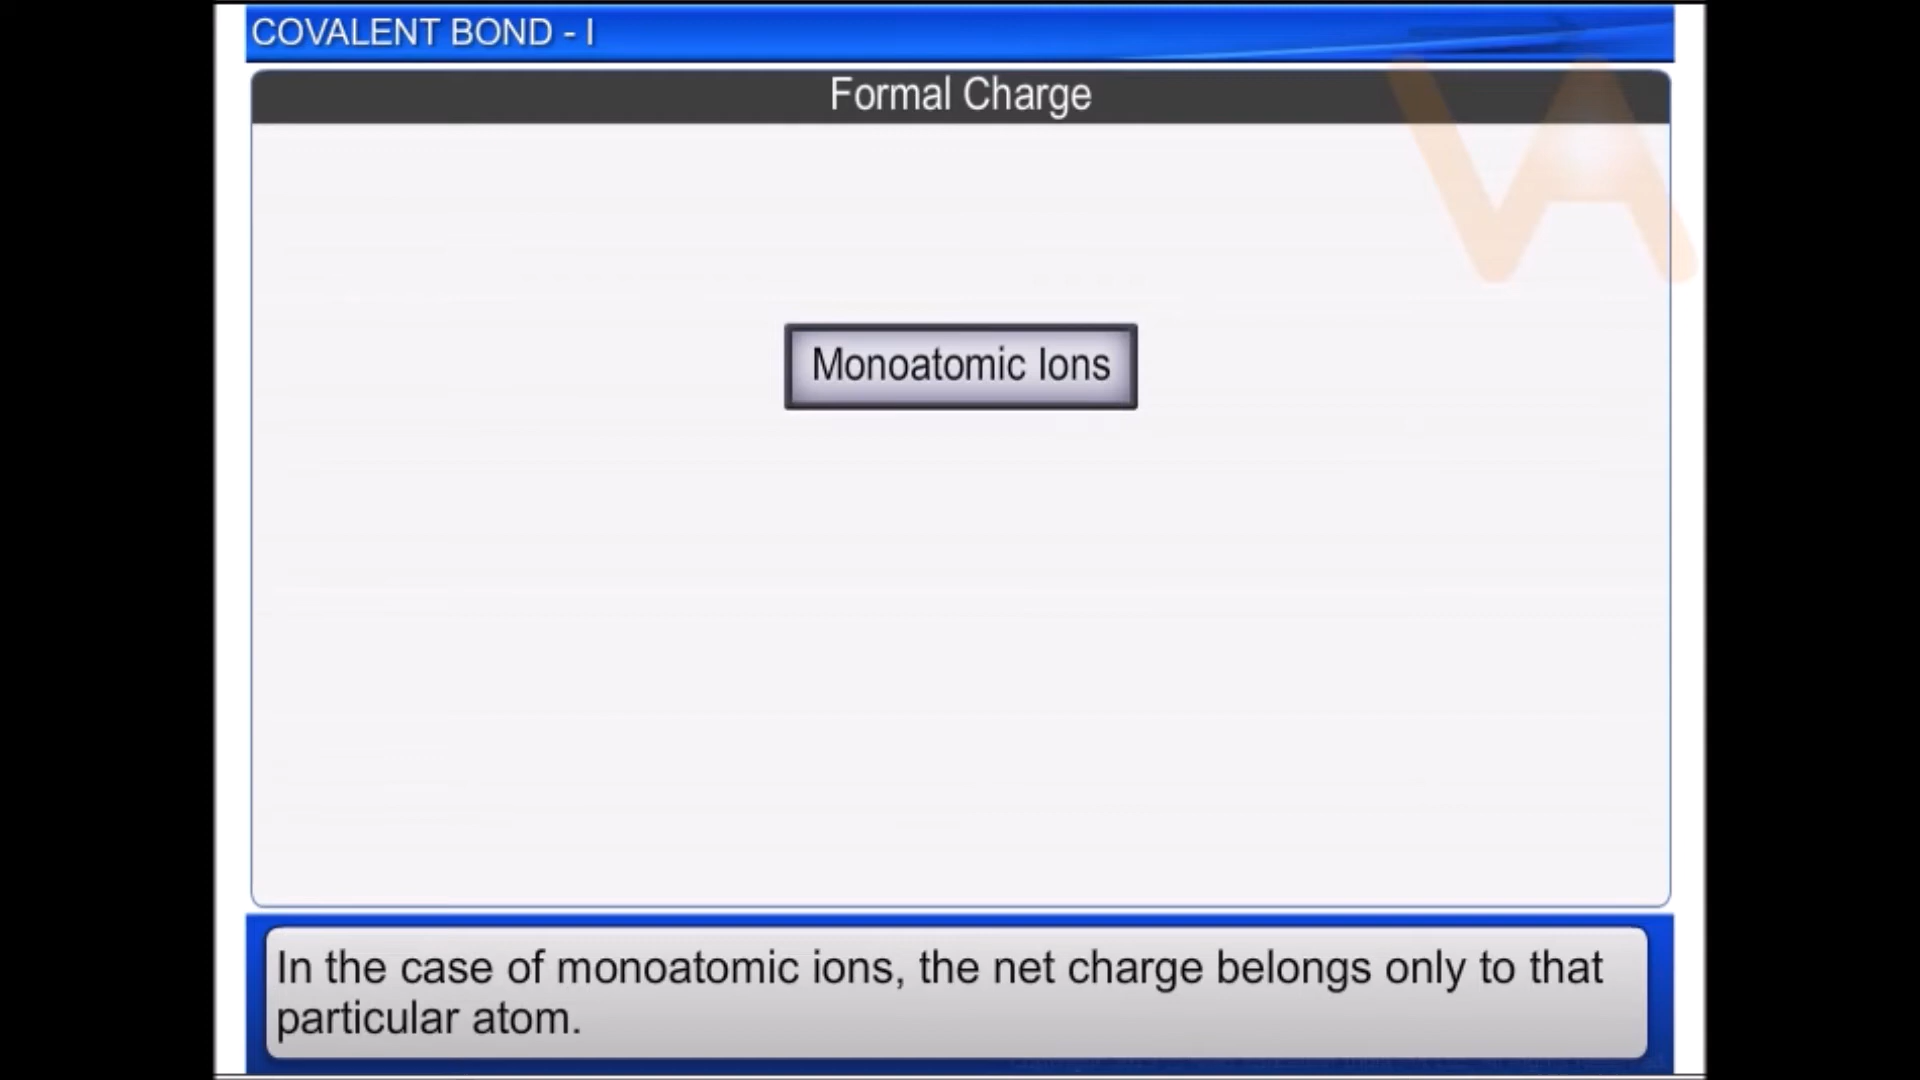 COVALENT BOND - I
Formal Charge
Monoatomic Ions
In the case of monoatomic ions, the net charge belongs only to that
particular atom.